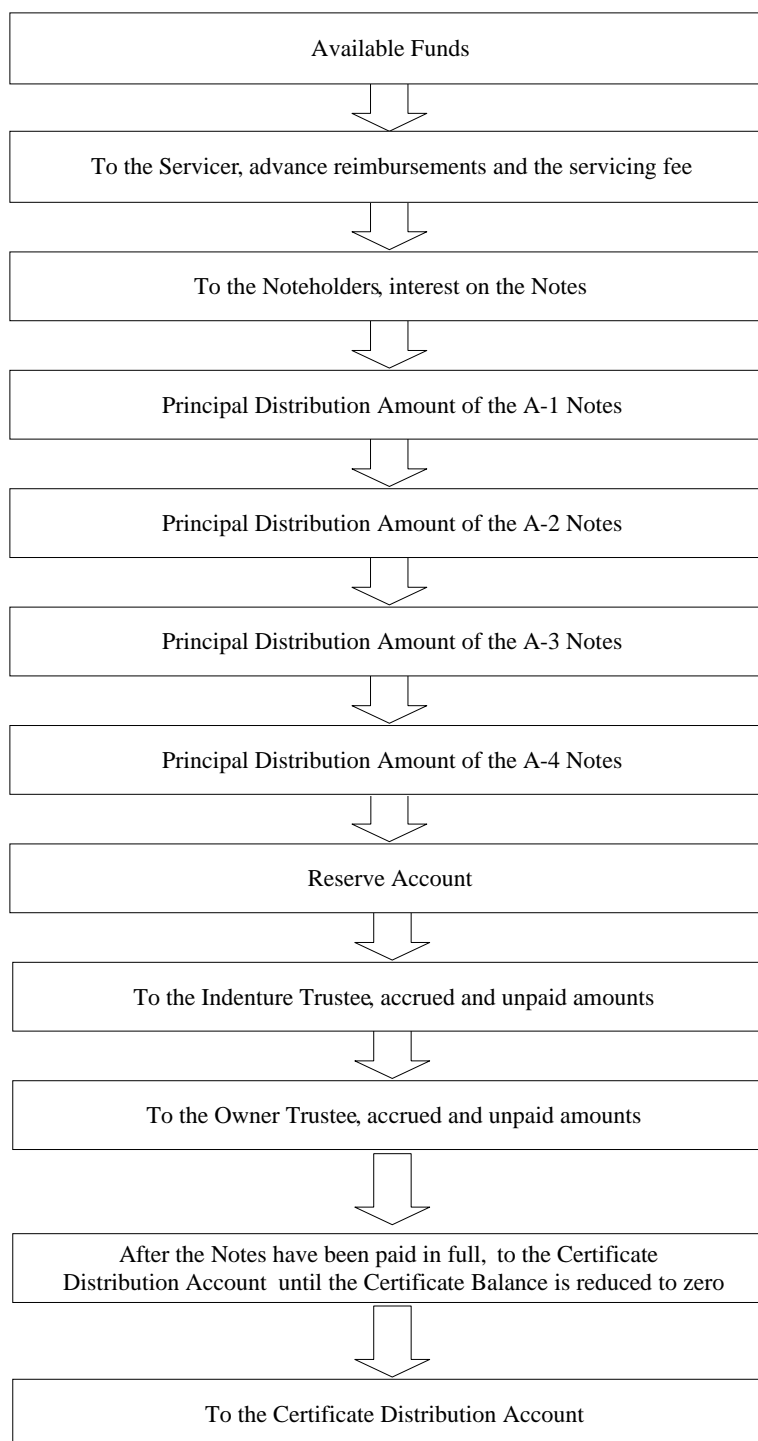 Available Funds
To the Servicer, advance reimbursements and the servicing fee
To the Noteholders, interest on the Notes
Principal Distribution Amount of the A-1 Notes
Principal Distribution Amount of the A-2 Notes
Principal Distribution Amount of the A-3 Notes
Principal Distribution Amount of the A-4 Notes
Reserve Account
To the Indenture Trustee, accrued and unpaid amounts
To the Owner Trustee, accrued and unpaid amounts
After the Notes have been paid in full, to the Certificate
Distribution Account until the Certificate Balance is reduced to zero
To the Certificate Distribution Account